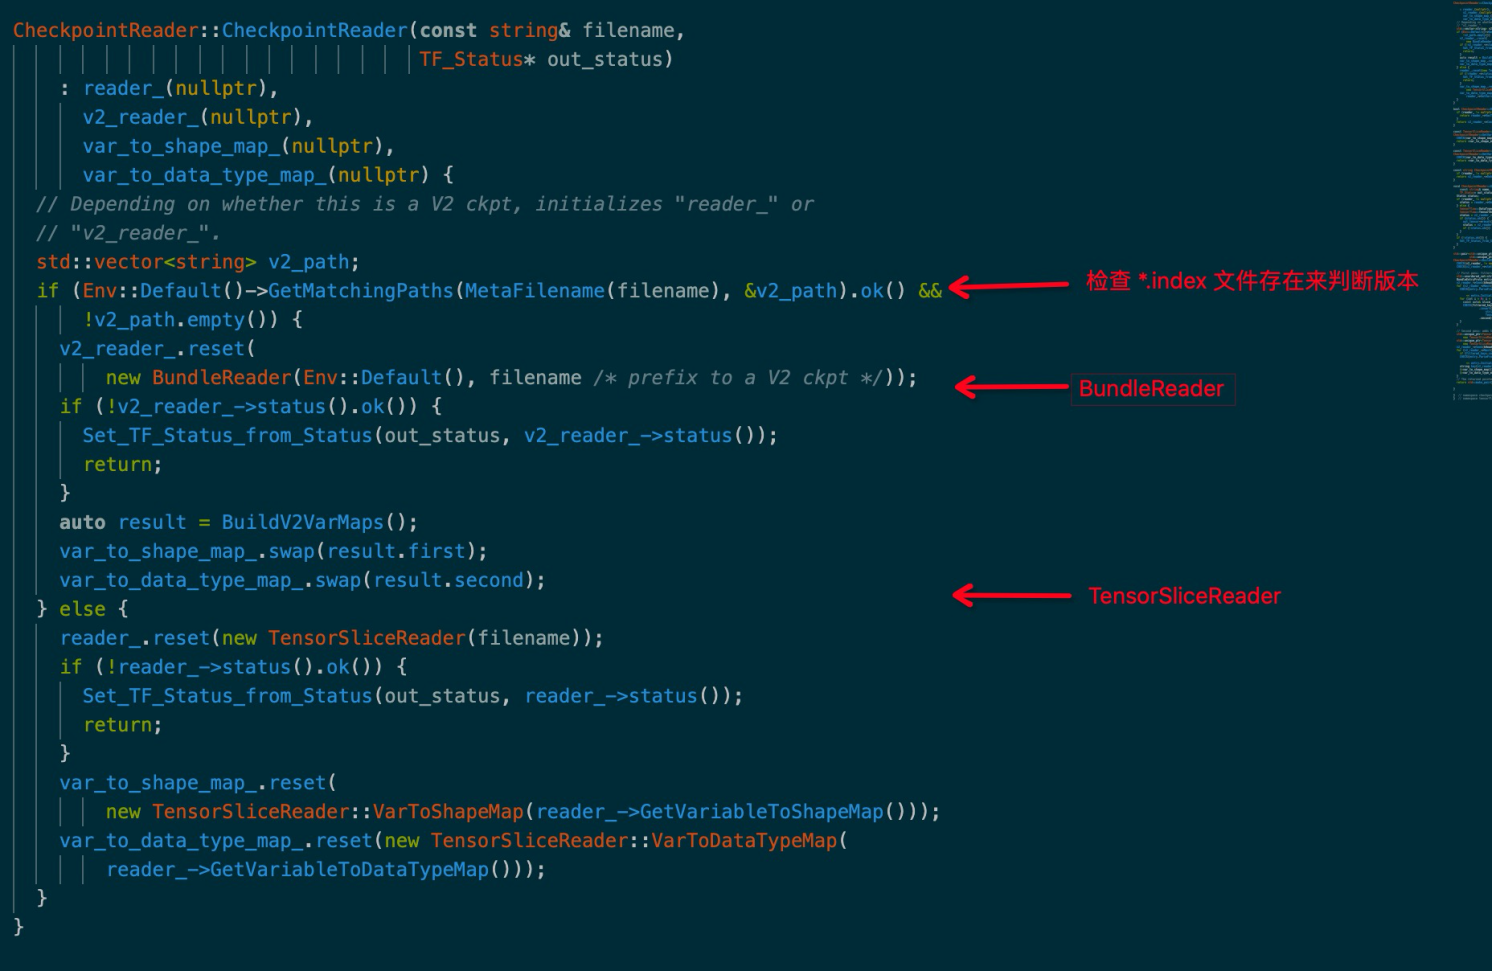 CheckpointReader::CheckpointReader(const string& filename,
TF_Status* out_status)
: reader_(nullptr),
v2_reader_(nullptr),
var_to_shape_map_(nullptr),
var_to_data_type_map_(nullptr) {
// Depending on whether this is a V2 ckpt, initializes "reader_" or
// "v2_reader_".
std::vector<string> v2_path;
if (Env::Default()->GetMatchingPaths(MetaFilename(filename), &v2_path).ok() &&
检查 *.index 文件存在来判断版本
!v2_path.empty()) {
v2_reader_.reset(
new BundleReader(Env::Default(), filename /* prefix to a V2 ckpt */));
BundleReader
if (!v2_reader_->status().ok()) {
Set_TF_Status_from_Status(out_status, v2_reader_->status());
return;
}
auto result = BuildV2VarMaps();
var_to_shape_map_.swap(result.first);
var_to_data_type_map_.swap(result.second);
TensorSliceReader
} else {
reader_.reset(new TensorSliceReader(filename));
if (!reader_->status().ok()) {
Set_TF_Status_from_Status(out_status, reader_->status());
return;
}
var_to_shape_map_.reset(
new TensorSliceReader::VarToShapeMap(reader_->GetVariableToShapeMap()));
var_to_data_type_map_.reset(new TensorSliceReader::VarToDataTypeMap(
reader_->GetVariableToDataTypeMap()));
}
}